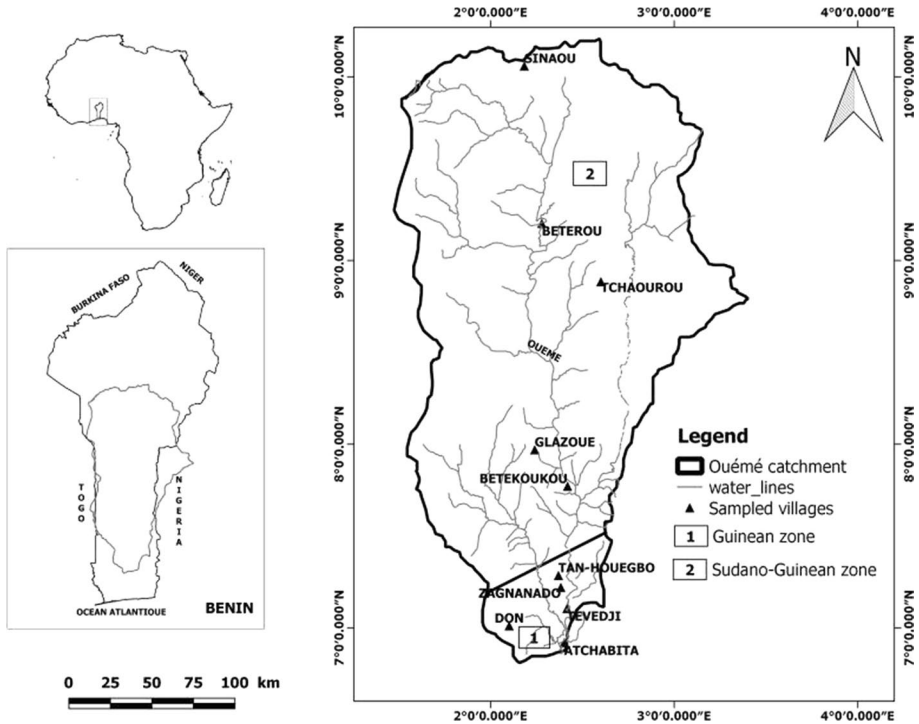 2°0'0.000"E 3°0'0.000"E 4°0'0.000"E
N
10°0'0.000"N 10°0'0.000"N
SINAOU
2
BETEROU
9°0'0.000"N 9°0'0.000"N
TCHAOUROU
OUEME
GLAZOUE
8°0'0.000"N 8°0'0.000"N
BETEKOUKOU
TAN-HOUEGBO
ZAGNANADO
TEVEDJI
DON
7°0'0.000"N 7°0'0.000"N
1
ATCHABITA
2°0'0.000"E 3°0'0.000"E 4°0'0.000"E
Legend
Ouémé catchment
water_lines
Sampled villages
1 Guinean zone
2 Sudano-Guinean zone
BURKINA FASO
NIGER
TOGO
NIGERIA
OCEAN ATLANTIQUE
BENIN
0 25 50 75 100 km